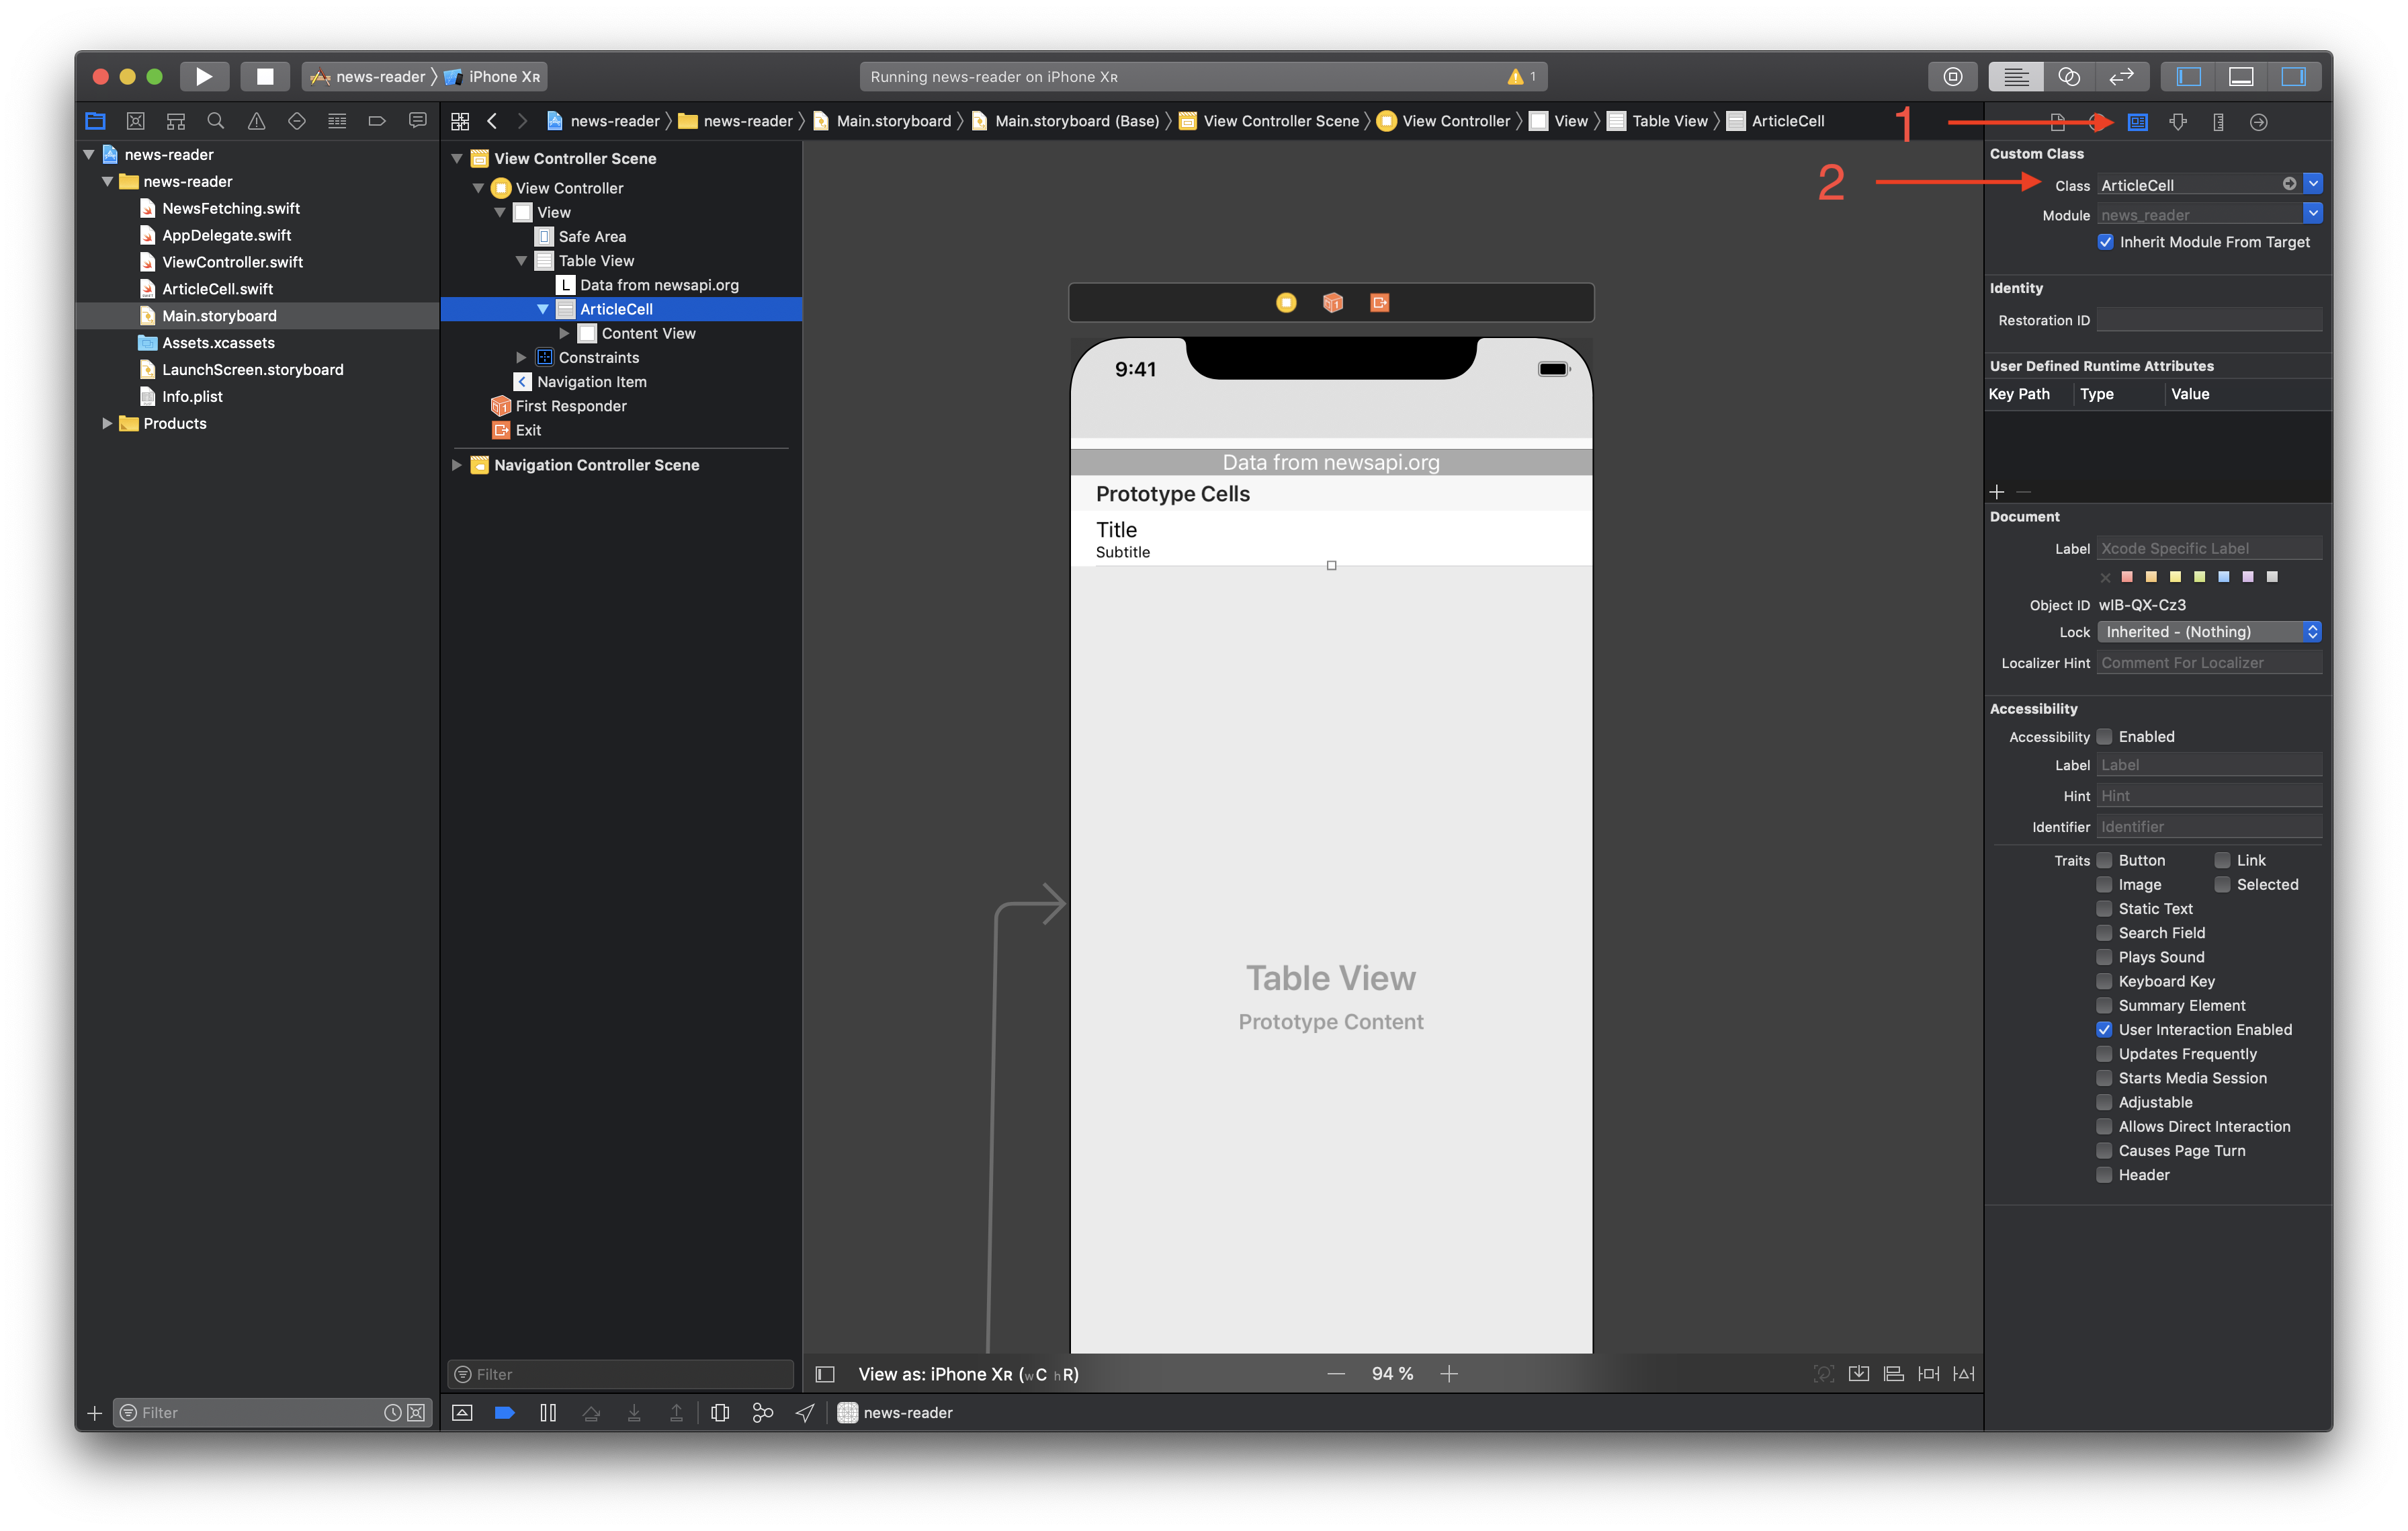 news-reader iPhone XR
Running news-reader on iPhone XR 1
news-reader news-reader Main.storyboard Main.storyboard (Base) View Controller Scene View Controller View Table View ArticleCell
1
2
news-reader
news-reader
NewsFetching.swift
AppDelegate.swift
ViewController.swift
ArticleCell.swift
Main.storyboard
Assets.xcassets
LaunchScreen.storyboard
Info.plist
Products
Filter
View Controller Scene
View Controller
View
Safe Area
Table View
L Data from newsapi.org
ArticleCell
Content View
Constraints
Navigation Item
First Responder
Exit
Navigation Controller Scene
Filter
9:41
Data from newsapi.org
Prototype Cells
Title
Subtitle
Table View
Prototype Content
View as: iPhone XR (wC hR)
94 %
news-reader
Custom Class
Class ArticleCell
Module news_reader
Inherit Module From Target
Identity
Restoration ID
User Defined Runtime Attributes
Key Path Type Value
Document
Label Xcode Specific Label
Object ID wIB-QX-Cz3
Lock Inherited - (Nothing)
Localizer Hint Comment For Localizer
Accessibility
Accessibility Enabled
Label Label
Hint Hint
Identifier Identifier
Traits Button Link
Image Selected
Static Text
Search Field
Plays Sound
Keyboard Key
Summary Element
User Interaction Enabled
Updates Frequently
Starts Media Session
Adjustable
Allows Direct Interaction
Causes Page Turn
Header